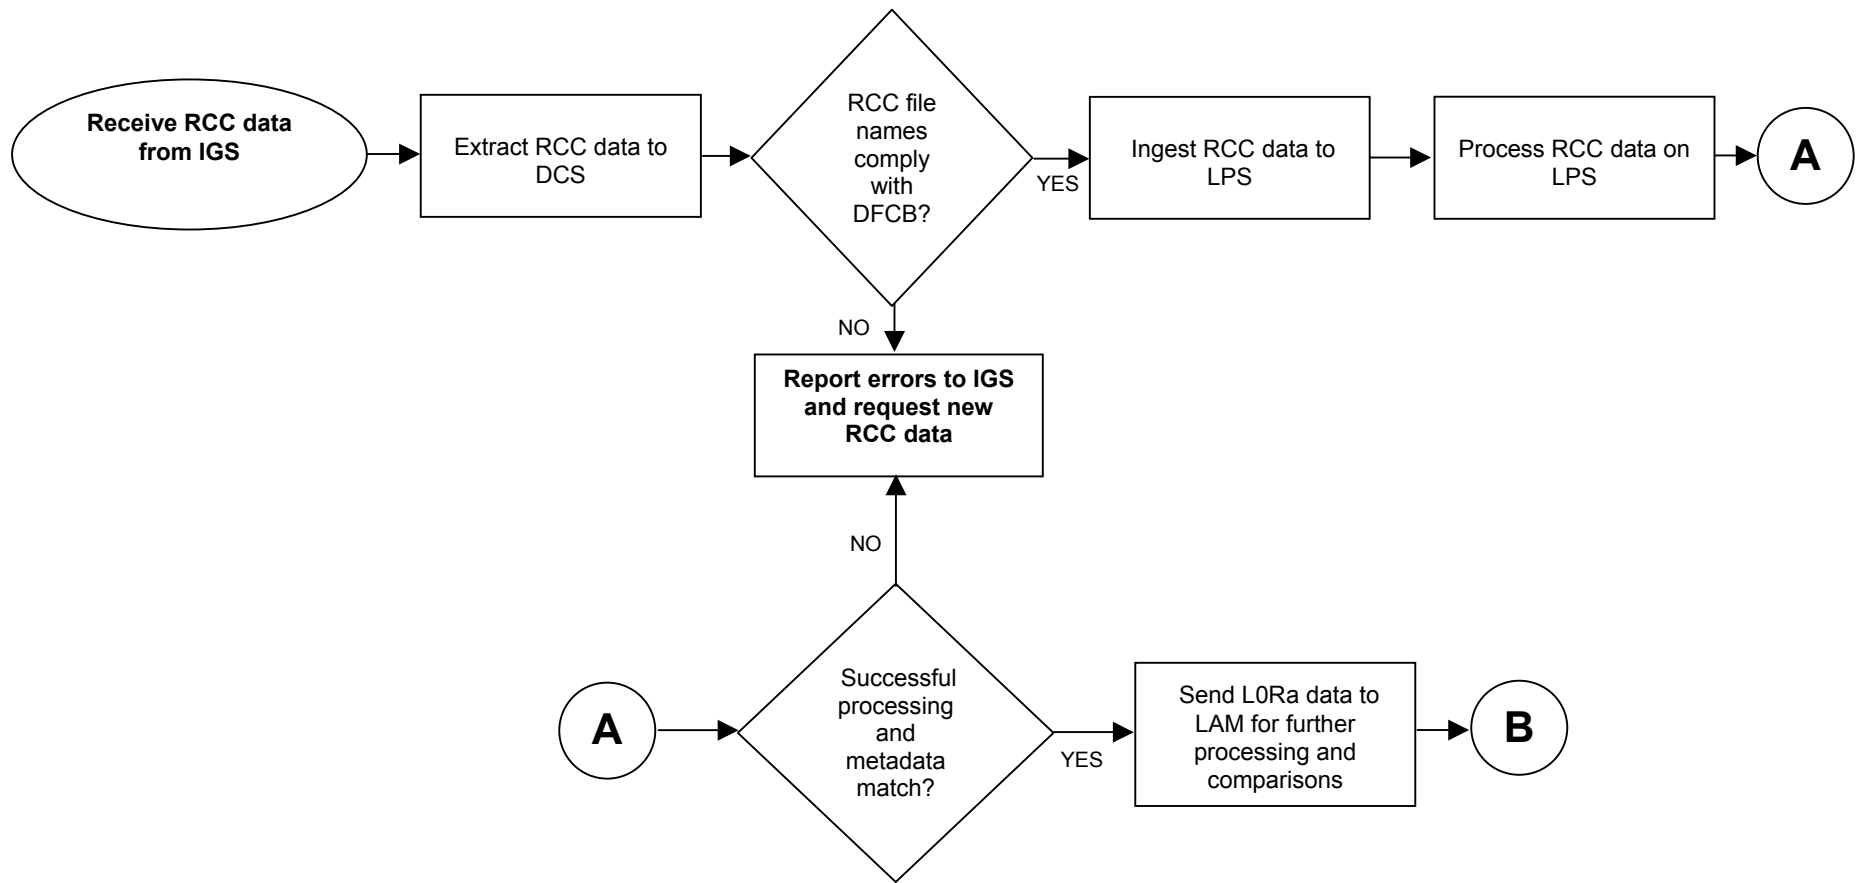 Receive RCC data
from IGS
Extract RCC data to
DCS
RCC file
names
comply
with
DFCB?
YES
Ingest RCC data to
LPS
Process RCC data on
LPS
A
NO
Report errors to IGS
and request new
RCC data
NO
A
Successful
processing
and
metadata
match?
YES
Send L0Ra data to
LAM for further
processing and
comparisons
B